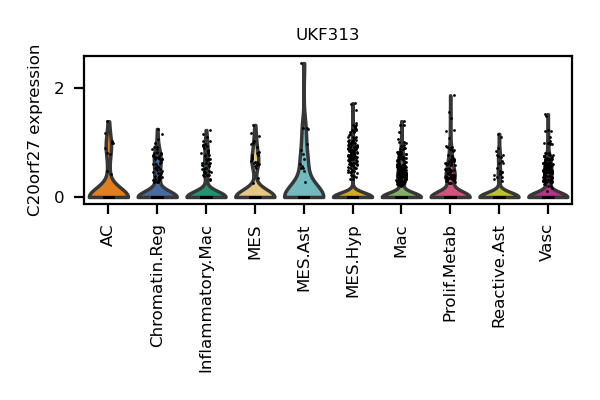 UKF313
C20orf27 expression
2
0
AC
Chromatin.Reg
Inflammatory.Mac
MES
MES.Ast
MES.Hyp
Mac
Prolif.Metab
Reactive.Ast
Vasc